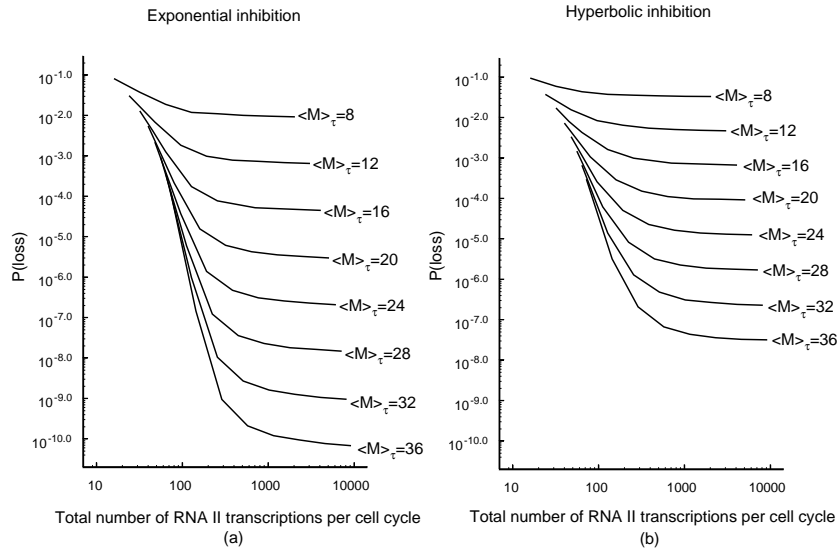 Exponential inhibition
P(loss)
10^-1.0
10^-2.0
10^-3.0
10^-4.0
10^-5.0
10^-6.0
10^-7.0
10^-8.0
10^-9.0
10^-10.0
<M>τ=8
<M>τ=12
<M>τ=16
<M>τ=20
<M>τ=24
<M>τ=28
<M>τ=32
<M>τ=36
10 100 1000 10000
Total number of RNA II transcriptions per cell cycle
(a)
Hyperbolic inhibition
P(loss)
10^-1.0
10^-2.0
10^-3.0
10^-4.0
10^-5.0
10^-6.0
10^-7.0
10^-8.0
10^-9.0
10^-10.0
<M>τ=8
<M>τ=12
<M>τ=16
<M>τ=20
<M>τ=24
<M>τ=28
<M>τ=32
<M>τ=36
10 100 1000 10000
Total number of RNA II transcriptions per cell cycle
(b)